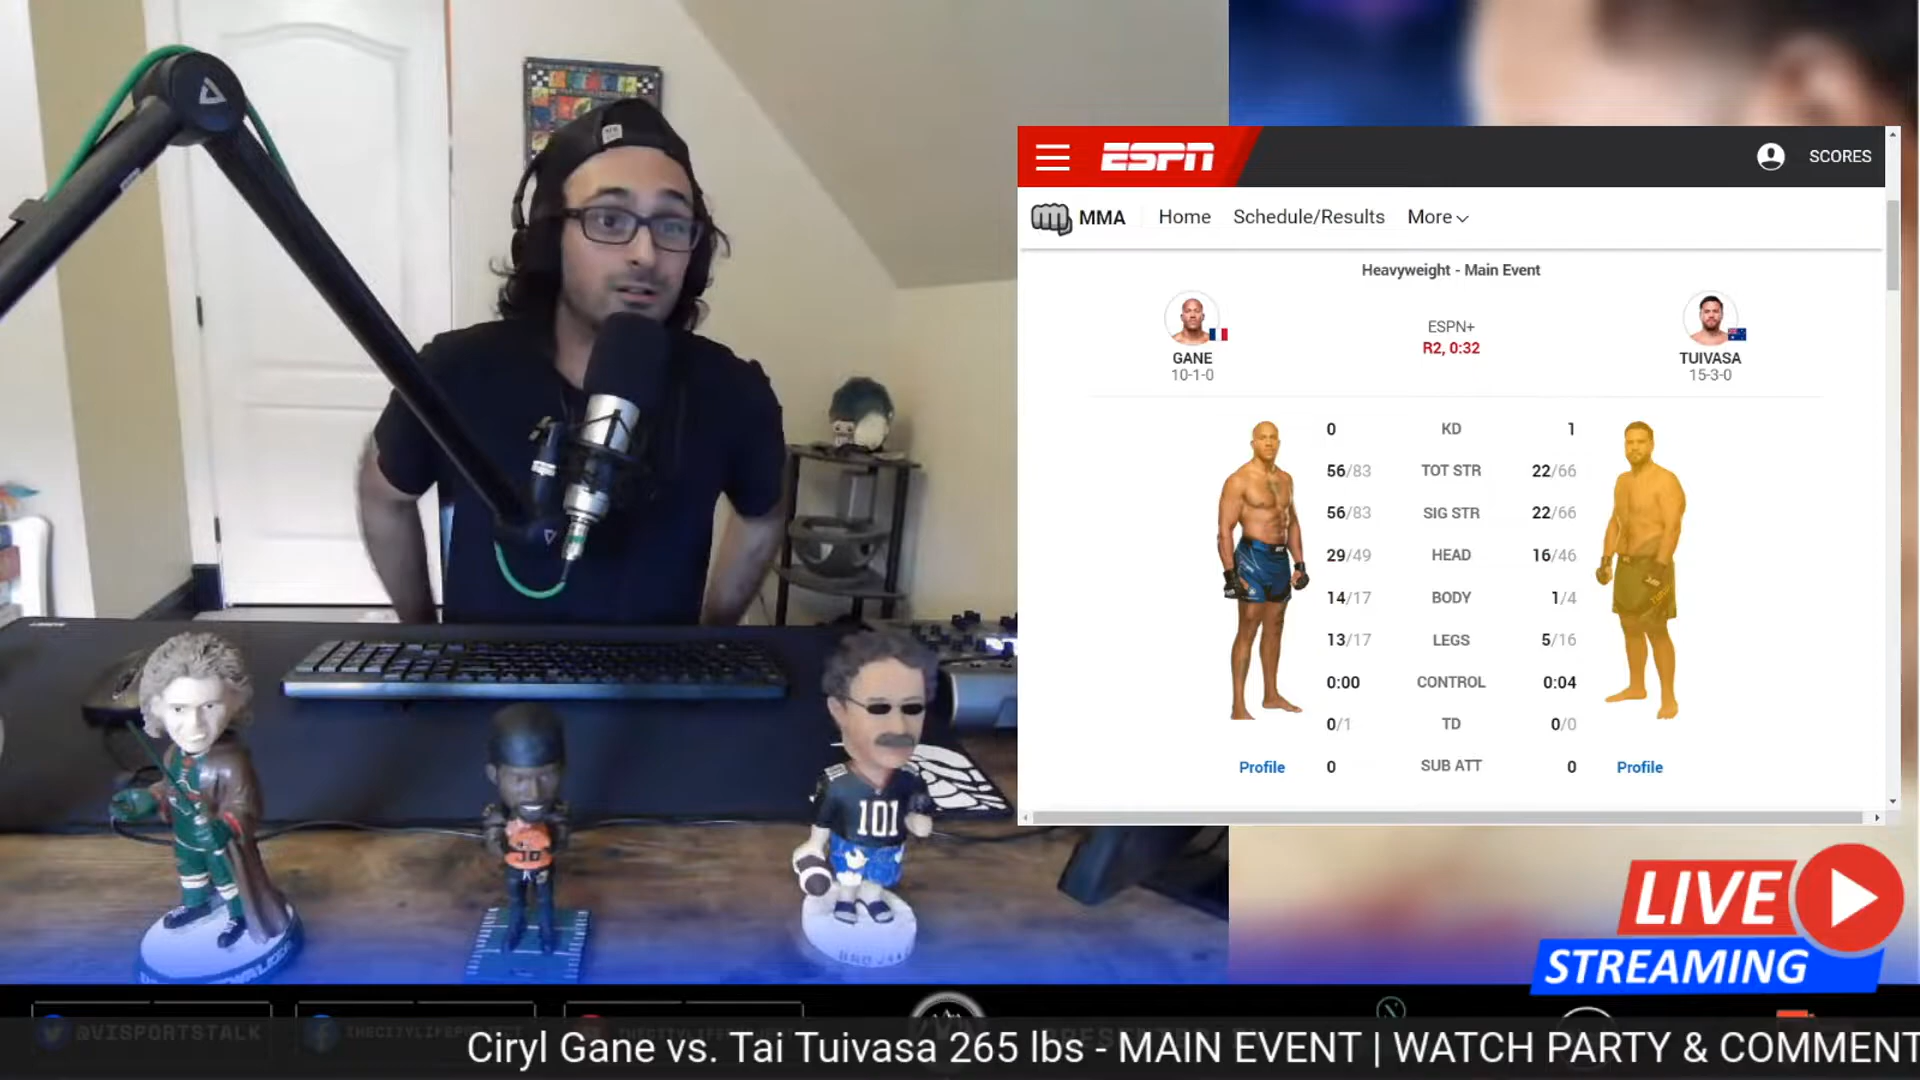 ESPN
SCORES
MMA Home Schedule/Results More
Heavyweight - Main Event
ESPN+
R2, 0:32
GANE
10-1-0
TUIVASA
15-3-0
0 KD 1
56/83 TOT STR 22/66
56/83 SIG STR 22/66
29/49 HEAD 16/46
14/17 BODY 1/4
13/17 LEGS 5/16
0:00 CONTROL 0:04
0/1 TD 0/0
Profile 0 SUB ATT 0 Profile
101
LIVE
STREAMING
@VISPORTSTALK
Ciryl Gane vs. Tai Tuivasa 265 lbs - MAIN EVENT | WATCH PARTY & COMMENT